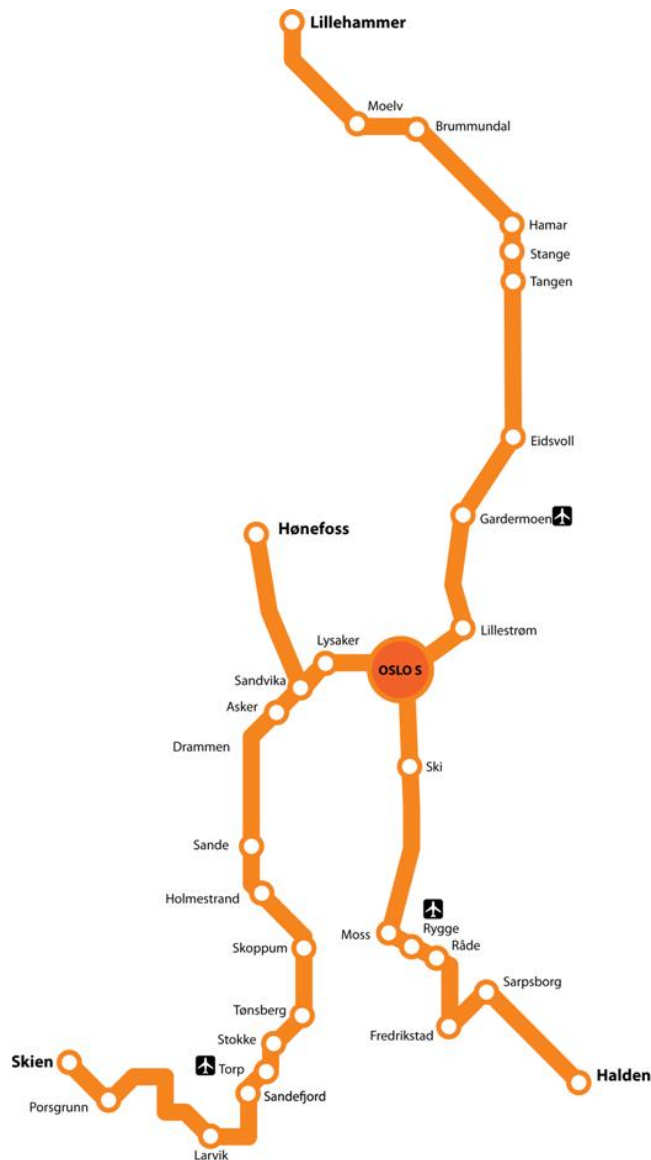 Lillehammer
Moelv
Brummundal
Hamar
Stange
Tangen
Eidsvoll
Gardermoen
Hønefoss
Lillestrøm
Lysaker
OSLO S
Sandvika
Asker
Drammen
Ski
Sande
Holmestrand
Skoppum
Moss
Rygge
Råde
Sarpsborg
Tønsberg
Fredrikstad
Stokke
Skien
Torp
Halden
Sandefjord
Porsgrunn
Larvik